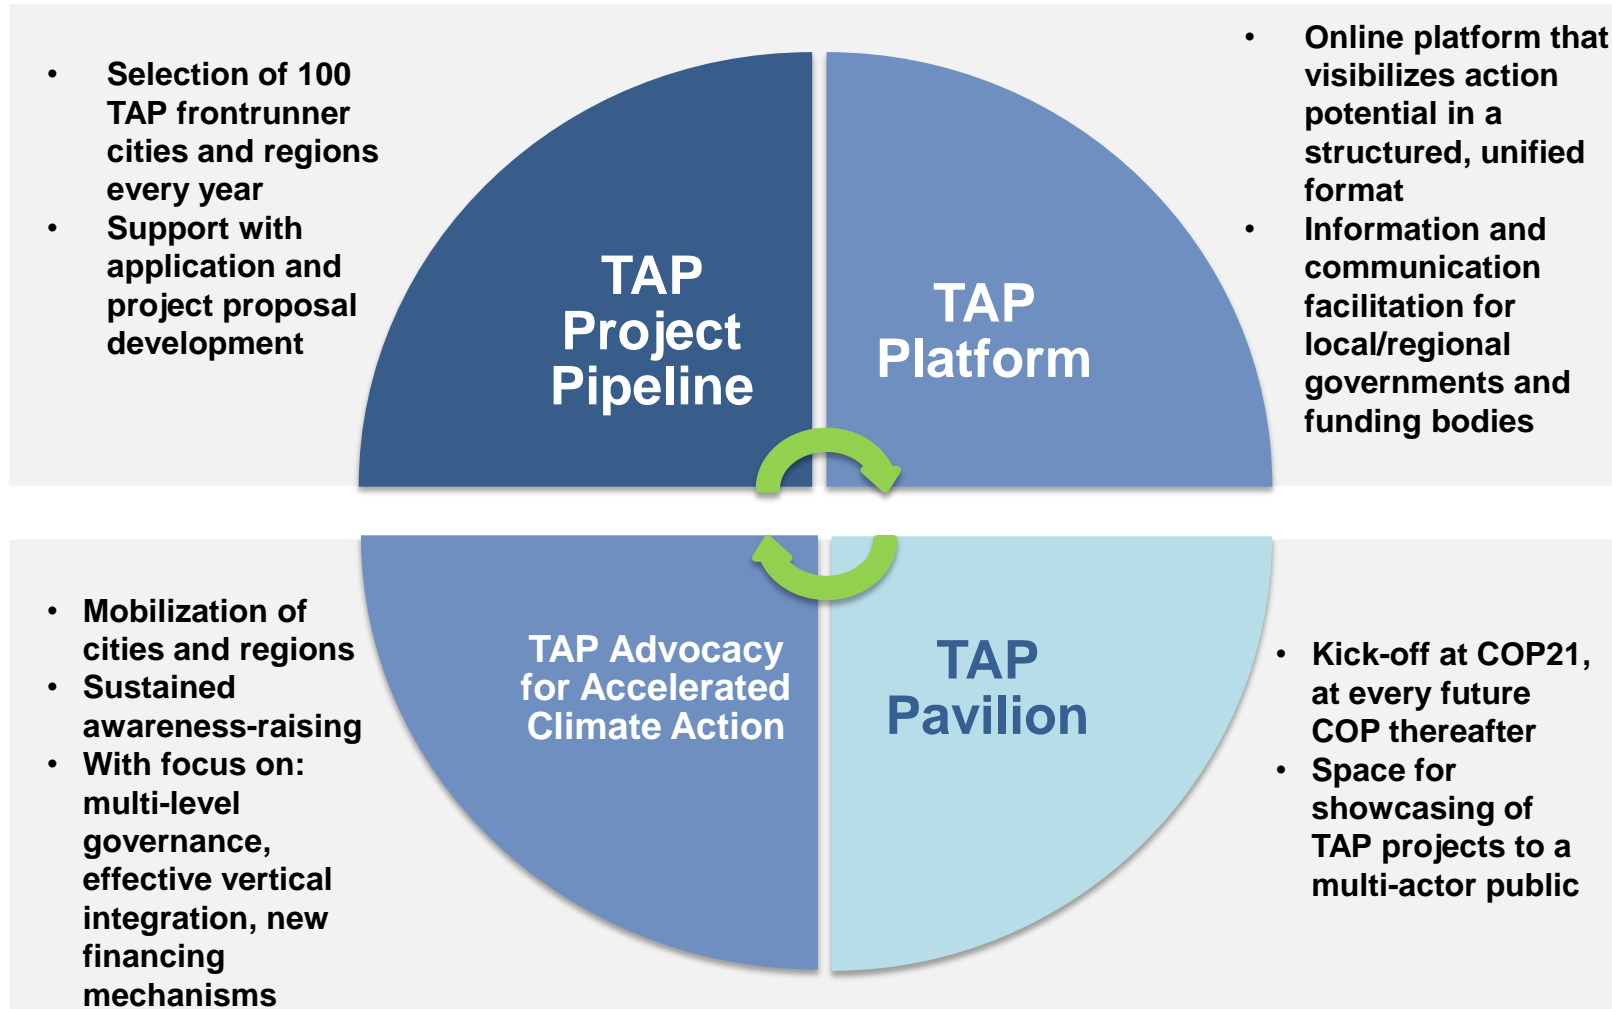 • Selection of 100
TAP frontrunner
cities and regions
every year
• Support with
application and
project proposal
development
TAP
Project
Pipeline
TAP
Platform
• Online platform that
visibilizes action
potential in a
structured, unified
format
• Information and
communication
facilitation for
local/regional
governments and
funding bodies
• Mobilization of
cities and regions
• Sustained
awareness-raising
• With focus on:
multi-level
governance,
effective vertical
integration, new
financing
mechanisms
TAP Advocacy
for Accelerated
Climate Action
TAP
Pavilion
• Kick-off at COP21,
at every future
COP thereafter
• Space for
showcasing of
TAP projects to a
multi-actor public